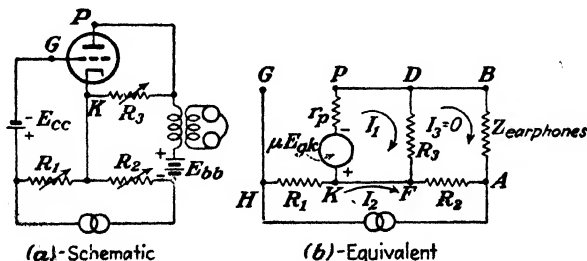 P
G
K
R3
- Ecc
+
R1
R2
+
-
Ebb
(a)-Schematic
G P D B
rp - I1 I3=0
μEgk R3 Zearphones
+
H R1 K I2 F R2 A
(b)-Equivalent